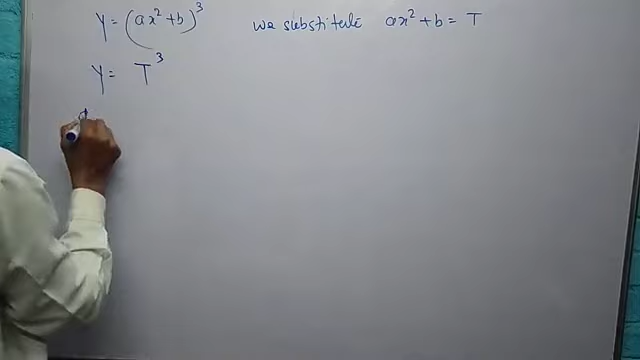 Y = (ax² + b)³ we substitute ax² + b = T
Y = T³
d